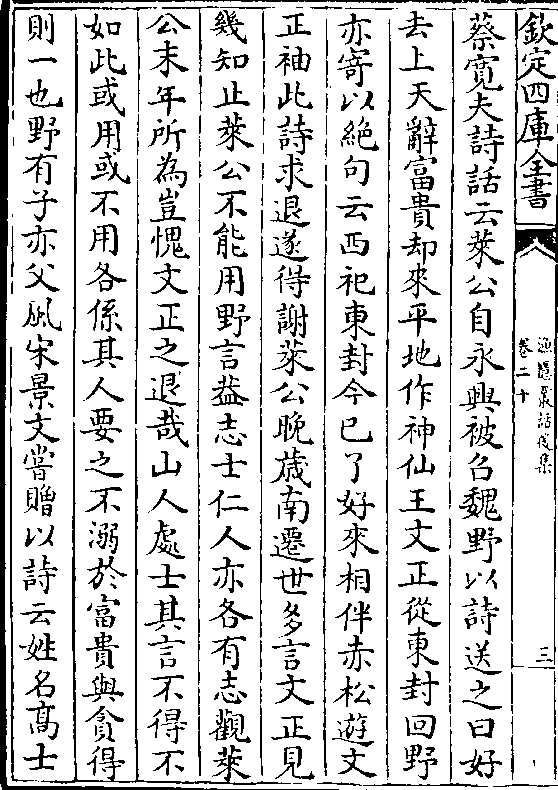 欽定四庫全書
漁隱叢話後集
卷二十
三
蔡寛夫詩話云萊公自永興被召魏野以詩送之曰好
去上天辭富貴却來平地作神仙王文正從東封回野
亦寄以絶句云西祀東封今已了好來相伴赤松遊文
正袖此詩求退遂得謝萊公晚歳南遷世多言文正見
幾知止萊公不能用野言葢志士仁人亦各有志觀萊
公末年所為豈愧文正之退哉山人處士其言不得不
如此或用或不用各係其人要之不溺於富貴與貪得
則一也野有子亦父風宋景文嘗贈以詩云姓名髙士